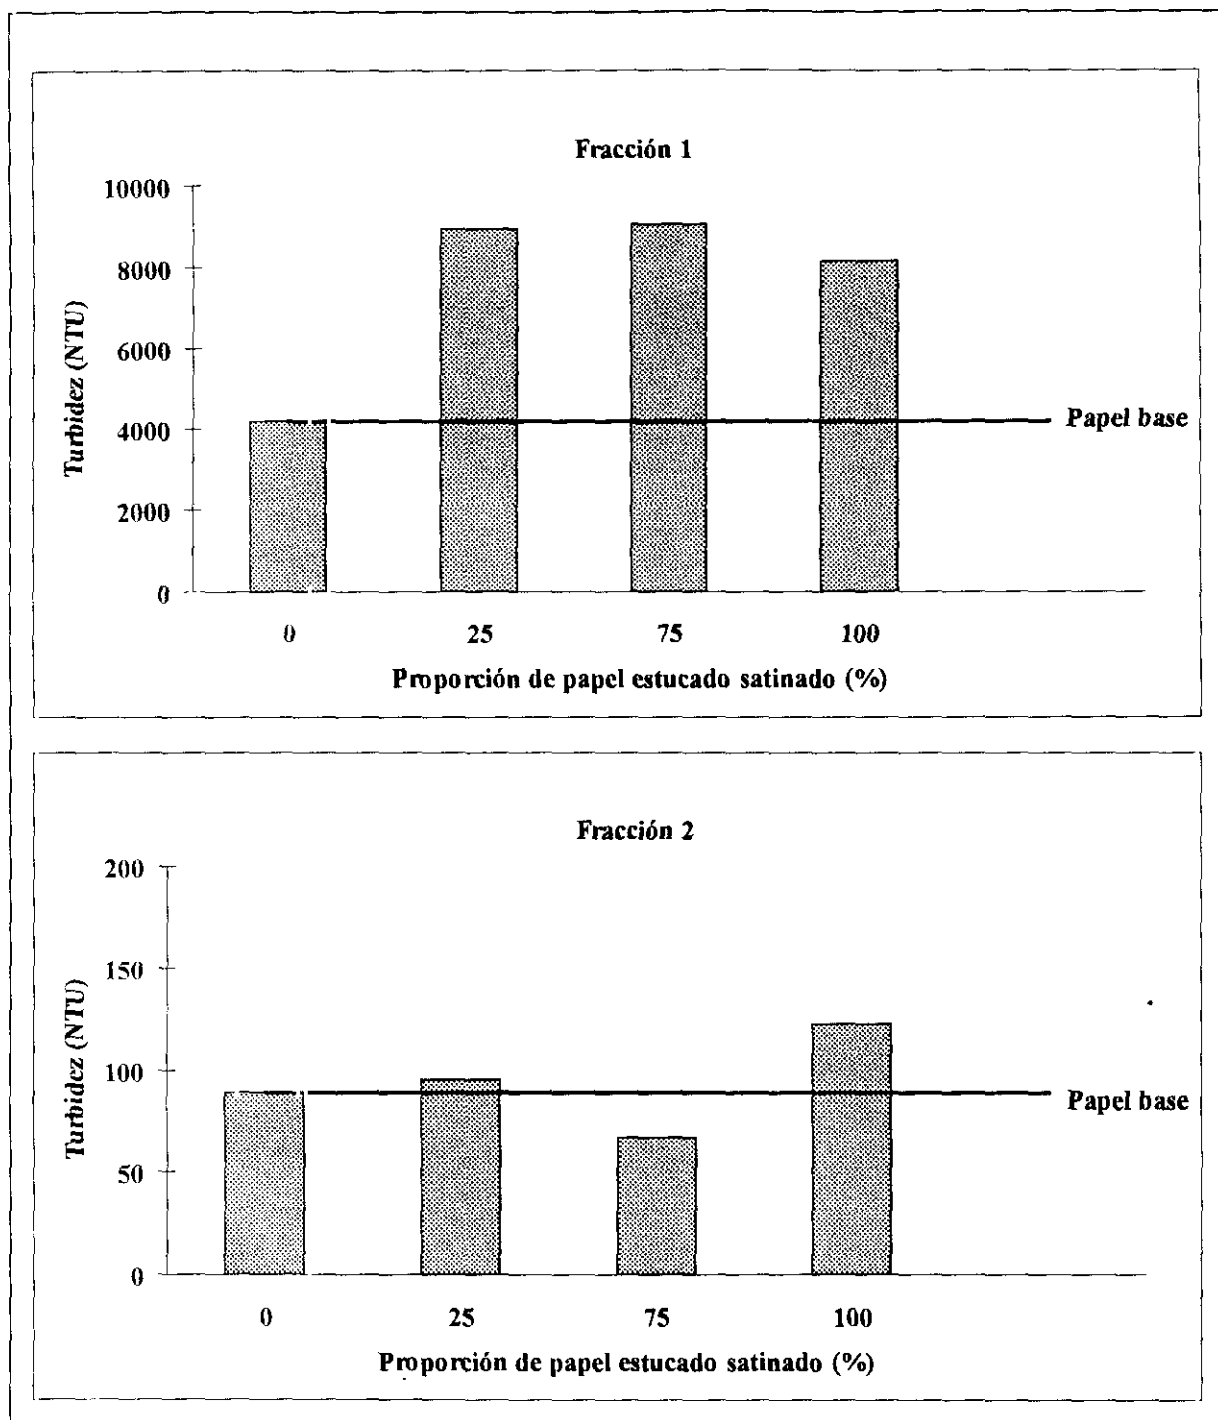 Fracción 1
10000
8000
6000
4000
2000
0
Turbidez (NTU)
Papel base
0 25 75 100
Proporción de papel estucado satinado (%)
Fracción 2
200
150
100
50
0
Turbidez (NTU)
Papel base
0 25 75 100
Proporción de papel estucado satinado (%)